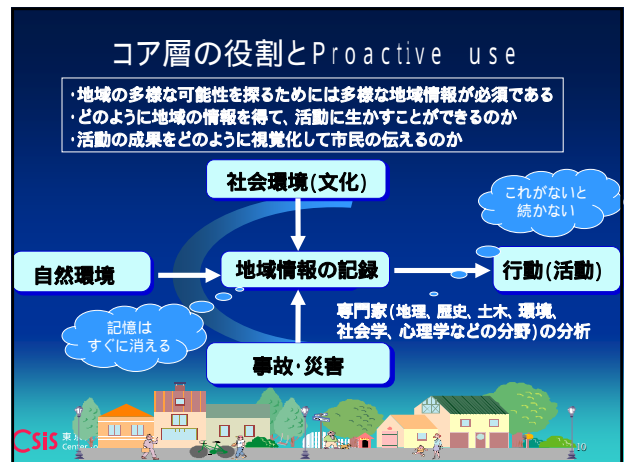 コア層の役割とProactive use
・地域の多様な可能性を探るためには多様な地域情報が必須である
・どのように地域の情報を得て、活動に生かすことができるのか
・活動の成果をどのように視覚化して市民の伝えるのか
社会環境(文化)
これがないと
続かない
自然環境
地域情報の記録
行動(活動)
専門家(地理、歴史、土木、環境、
社会学、心理学などの分野)の分析
記憶は
すぐに消える
事故・災害
Csis
東京
Center
10